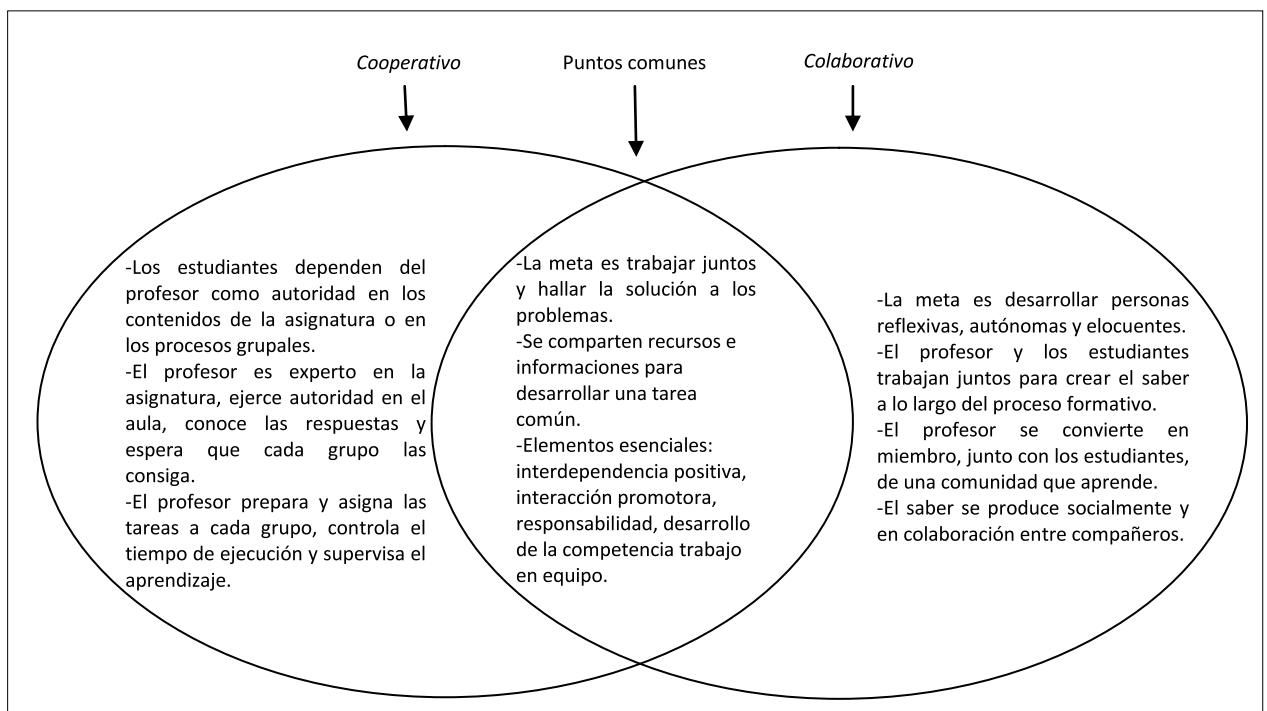 Cooperativo
Puntos comunes
Colaborativo
-Los estudiantes dependen del
profesor como autoridad en los
contenidos de la asignatura o en
los procesos grupales.
-El profesor es experto en la
asignatura, ejerce autoridad en el
aula, conoce las respuestas y
espera que cada grupo las
consiga.
-El profesor prepara y asigna las
tareas a cada grupo, controla el
tiempo de ejecución y supervisa el
aprendizaje.
-La meta es trabajar juntos
y hallar la solución a los
problemas.
-Se comparten recursos e
informaciones para
desarrollar una tarea
común.
-Elementos esenciales:
interdependencia positiva,
interacción promotora,
responsabilidad, desarrollo
de la competencia trabajo
en equipo.
-La meta es desarrollar personas
reflexivas, autónomas y elocuentes.
-El profesor y los estudiantes
trabajan juntos para crear el saber
a lo largo del proceso formativo.
-El profesor se convierte en
miembro, junto con los estudiantes,
de una comunidad que aprende.
-El saber se produce socialmente y
en colaboración entre compañeros.